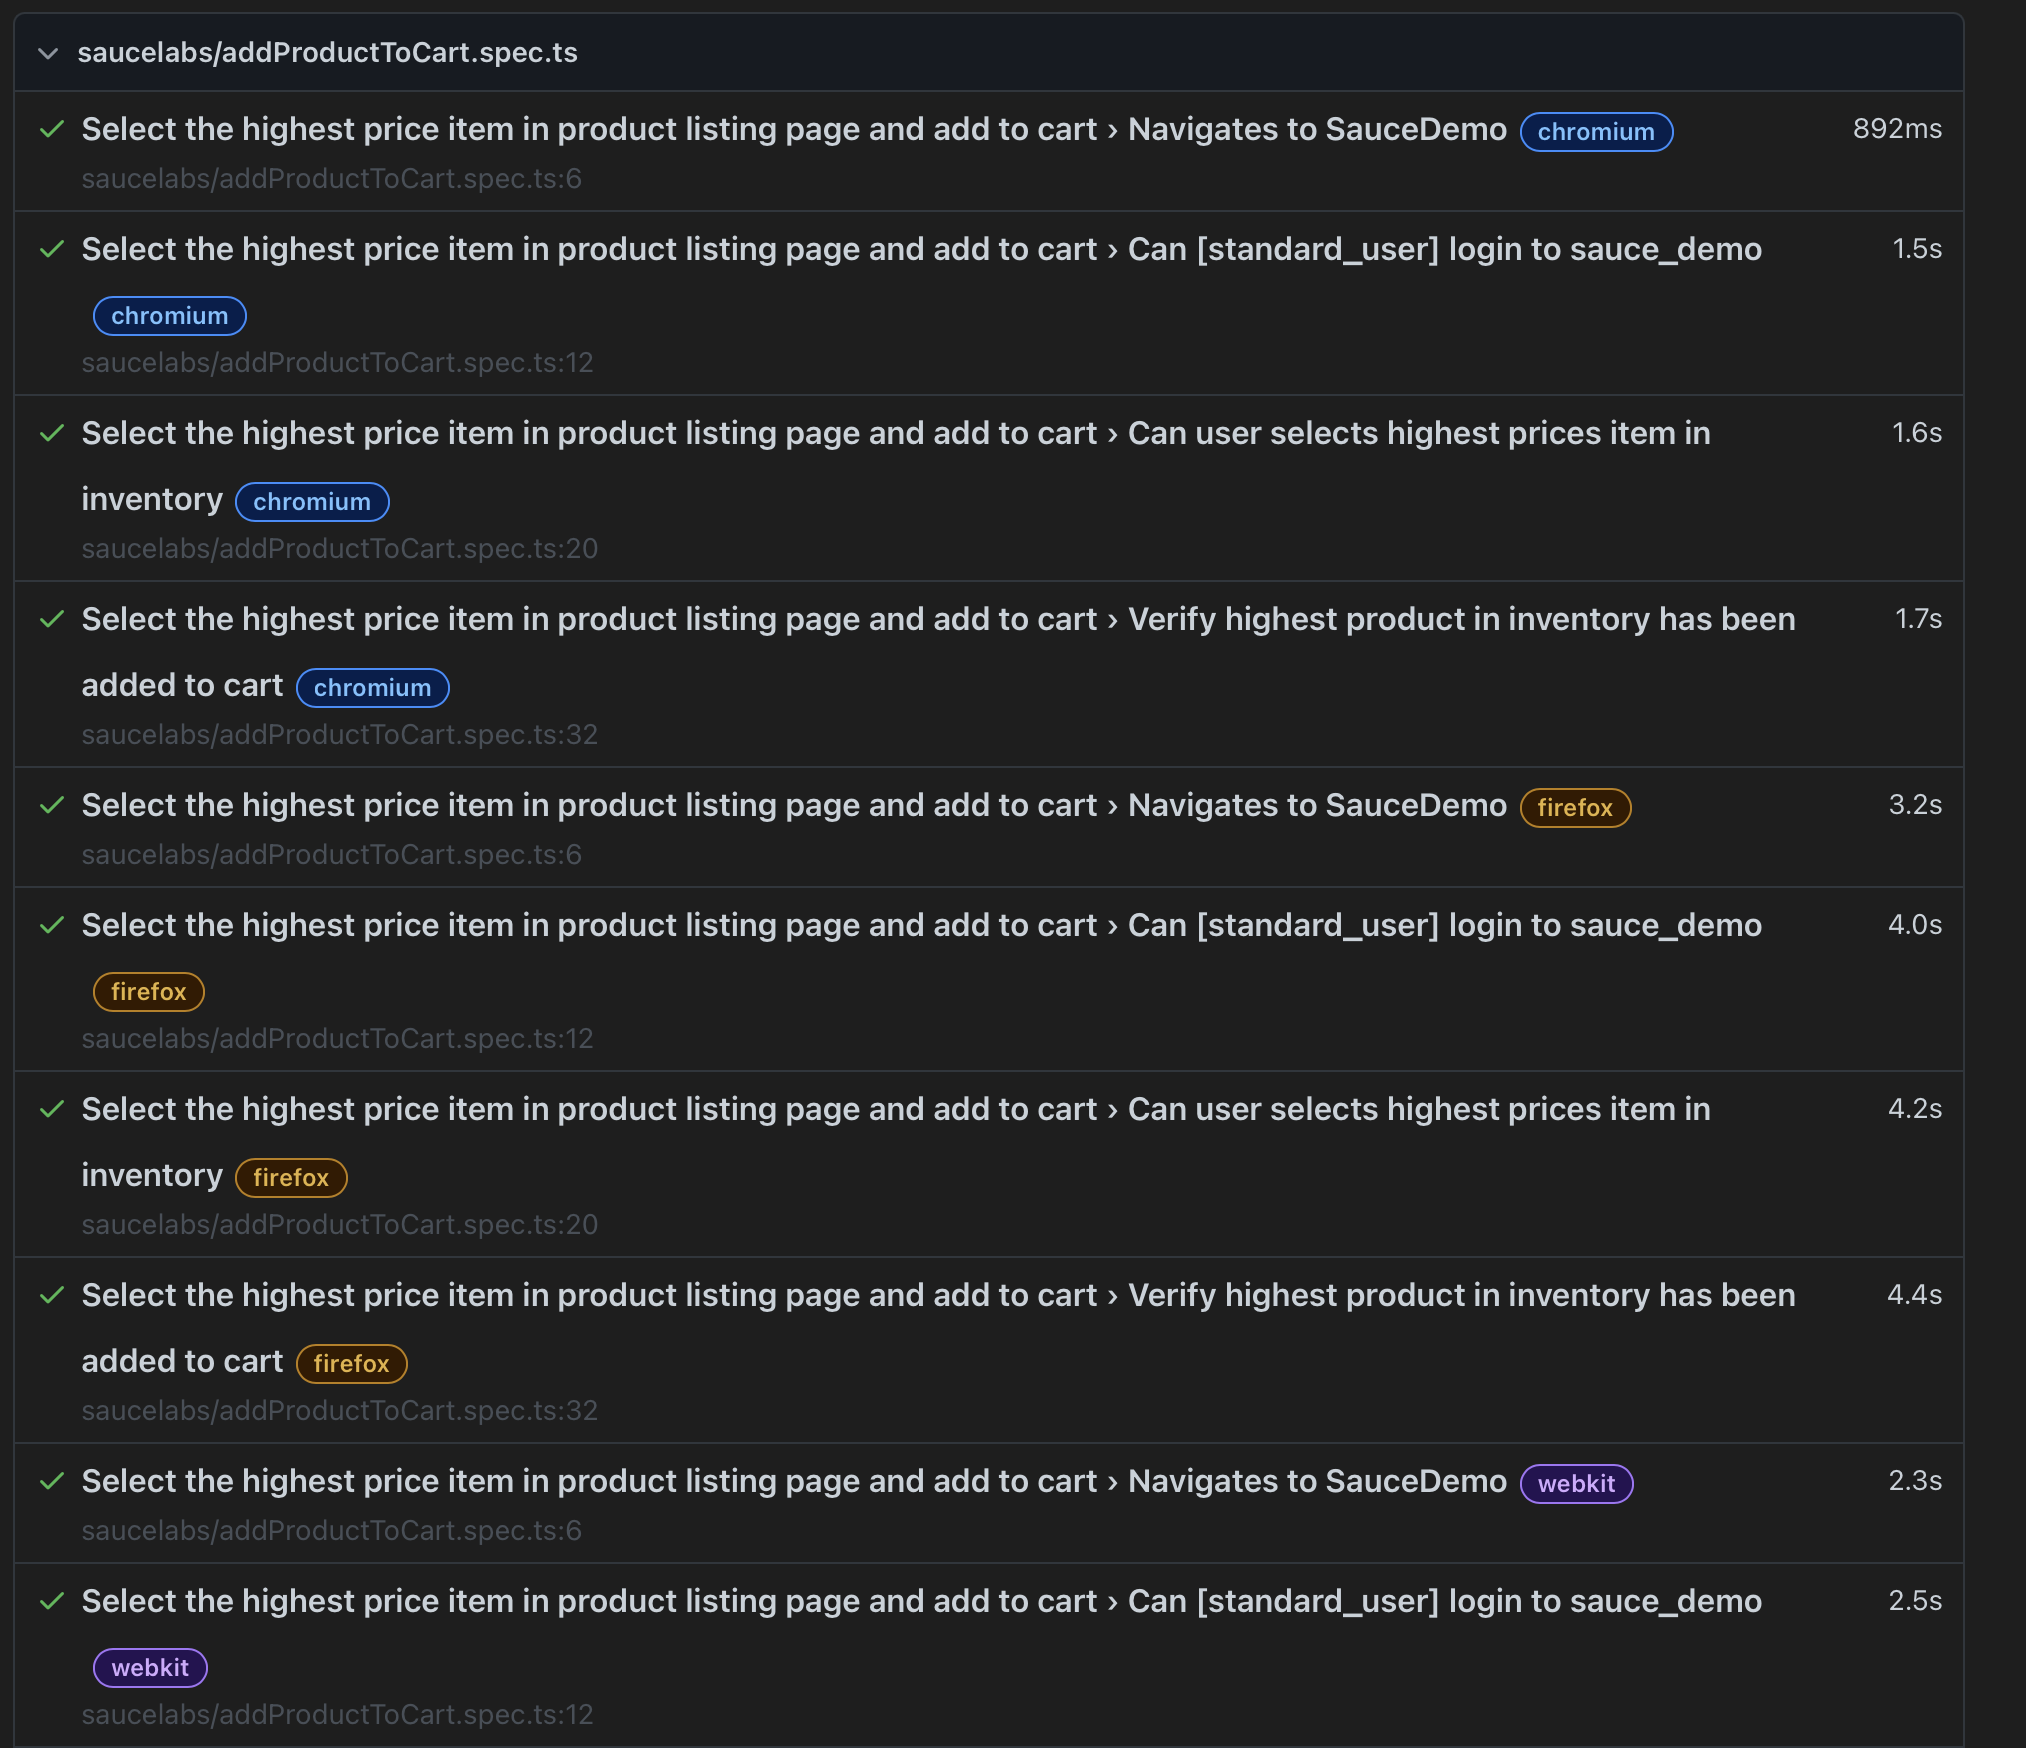 saucelabs/addProductToCart.spec.ts
Select the highest price item in product listing page and add to cart › Navigates to SauceDemo chromium 892ms
saucelabs/addProductToCart.spec.ts:6
Select the highest price item in product listing page and add to cart › Can [standard_user] login to sauce_demo 1.5s
chromium
saucelabs/addProductToCart.spec.ts:12
Select the highest price item in product listing page and add to cart › Can user selects highest prices item in 1.6s
inventory chromium
saucelabs/addProductToCart.spec.ts:20
Select the highest price item in product listing page and add to cart › Verify highest product in inventory has been 1.7s
added to cart chromium
saucelabs/addProductToCart.spec.ts:32
Select the highest price item in product listing page and add to cart › Navigates to SauceDemo firefox 3.2s
saucelabs/addProductToCart.spec.ts:6
Select the highest price item in product listing page and add to cart › Can [standard_user] login to sauce_demo 4.0s
firefox
saucelabs/addProductToCart.spec.ts:12
Select the highest price item in product listing page and add to cart › Can user selects highest prices item in 4.2s
inventory firefox
saucelabs/addProductToCart.spec.ts:20
Select the highest price item in product listing page and add to cart › Verify highest product in inventory has been 4.4s
added to cart firefox
saucelabs/addProductToCart.spec.ts:32
Select the highest price item in product listing page and add to cart › Navigates to SauceDemo webkit 2.3s
saucelabs/addProductToCart.spec.ts:6
Select the highest price item in product listing page and add to cart › Can [standard_user] login to sauce_demo 2.5s
webkit
saucelabs/addProductToCart.spec.ts:12